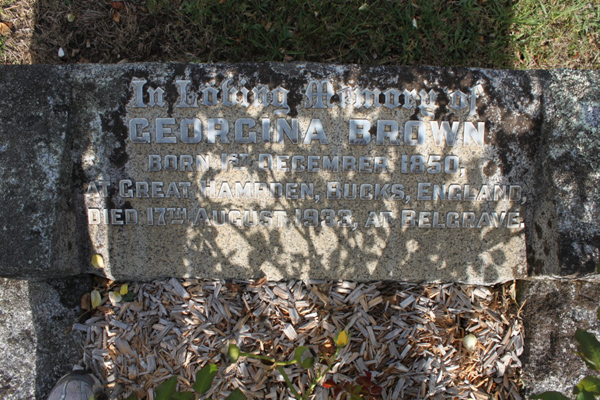 In Loving Memory of
GEORGINA BROWN
BORN 1ST DECEMBER 1850.
AT GREAT HAMPDEN, BUCKS, ENGLAND,
DIED 17TH AUGUST 1933, AT BELGRAVE.